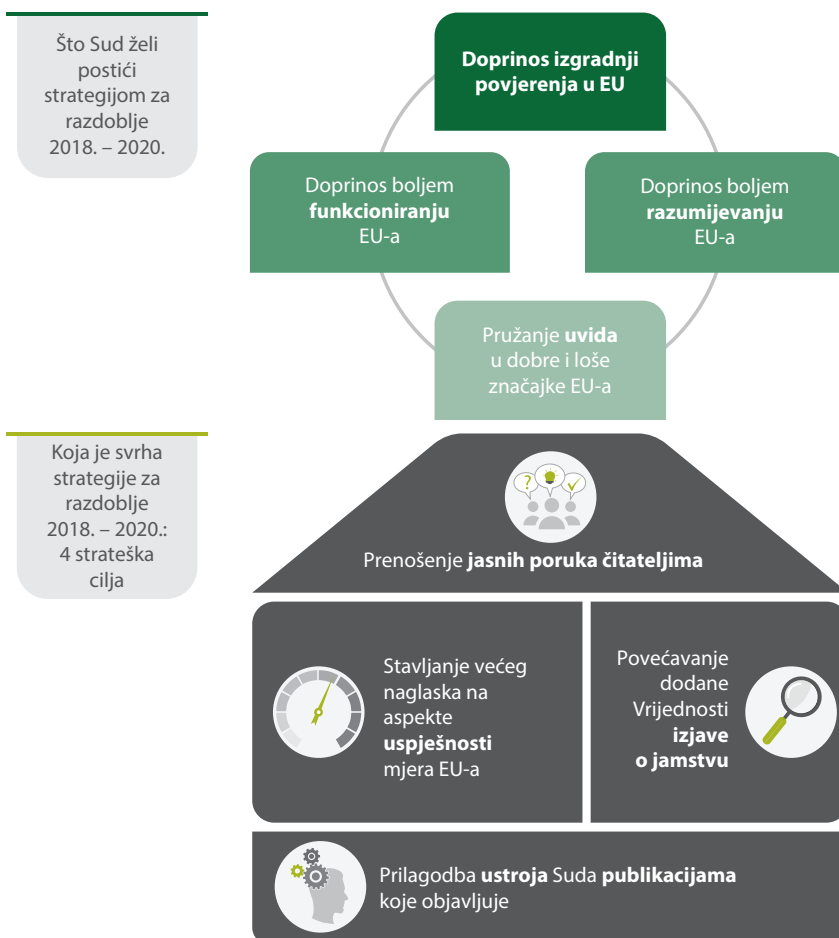 Što Sud želi
postići
strategijom za
razdoblje
2018. – 2020.
Doprinos izgradnji
povjerenja u EU
Doprinos boljem
funkcioniranju
EU-a
Doprinos boljem
razumijevanju
EU-a
Pružanje uvida
u dobre i loše
značajke EU-a
Koja je svrha
strategije za
razdoblje
2018. – 2020.:
4 strateška
cilja
?
Prenošenje jasnih poruka čitateljima
Stavljanje većeg
naglaska na
aspekte
uspješnosti
mjera EU-a
Povećavanje
dodane
Vrijednosti
izjave
o jamstvu
Prilagodba ustroja Suda publikacijama
koje objavljuje